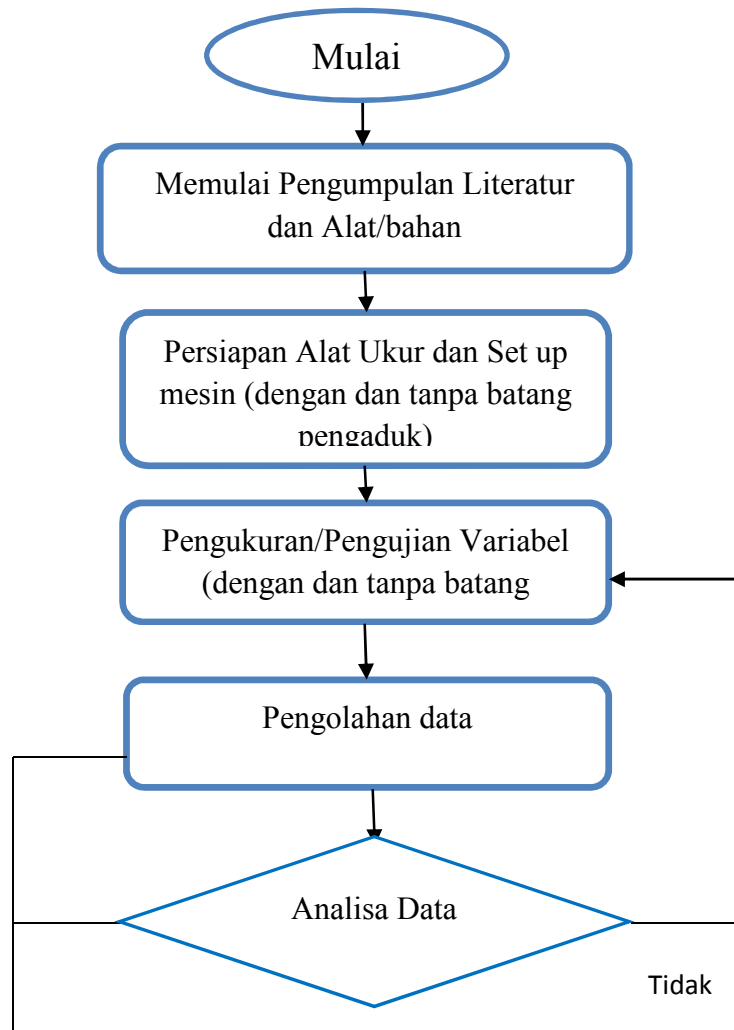 Mulai
Memulai Pengumpulan Literatur
dan Alat/bahan
Persiapan Alat Ukur dan Set up
mesin (dengan dan tanpa batang
pengaduk)
Pengukuran/Pengujian Variabel
(dengan dan tanpa batang
Pengolahan data
Analisa Data
Tidak